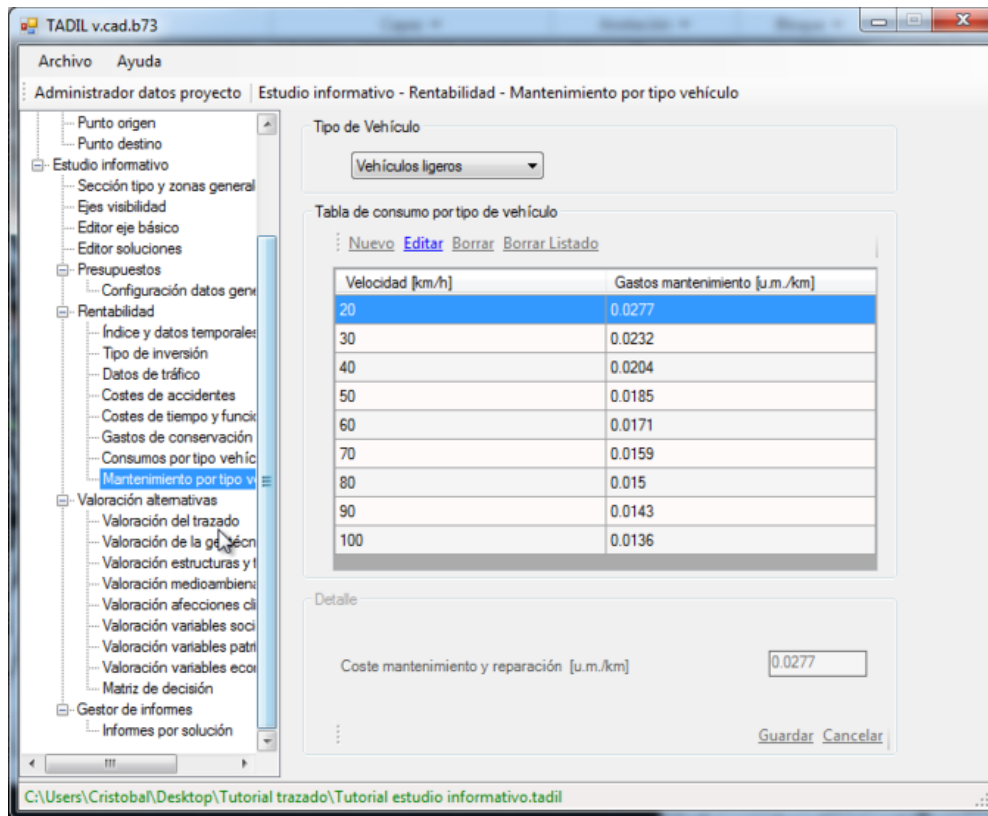 TADIL v.cad.b73
Archivo Ayuda
Administrador datos proyecto Estudio informativo - Rentabilidad - Mantenimiento por tipo vehículo
Punto origen
Punto destino
Estudio informativo
Sección tipo y zonas general
Ejes visibilidad
Editor eje básico
Editor soluciones
Presupuestos
Configuración datos gene
Rentabilidad
Índice y datos temporales
Tipo de inversión
Datos de tráfico
Costes de accidentes
Costes de tiempo y funcio
Gastos de conservación
Consumos por tipo vehíc
Mantenimiento por tipo v
Valoración alternativas
Valoración del trazado
Valoración de la
Valoración estructuras y
Valoración medioambien
Valoración afecciones cli
Valoración variables soci
Valoración variables patri
Valoración variables econ
Matriz de decisión
Gestor de informes
Informes por solución
Tipo de Vehículo
Vehículos ligeros
Tabla de consumo por tipo de vehículo
Nuevo Editar Borrar Borrar Listado
Velocidad [km/h] Gastos mantenimiento [u.m./km]
20 0.0277
30 0.0232
40 0.0204
50 0.0185
60 0.0171
70 0.0159
80 0.015
90 0.0143
100 0.0136
Detalle
Coste mantenimiento y reparación [u.m./km] 0.0277
Guardar Cancelar
C:\Users\Cristobal\Desktop\Tutorial trazado\Tutorial estudio informativo.tadil